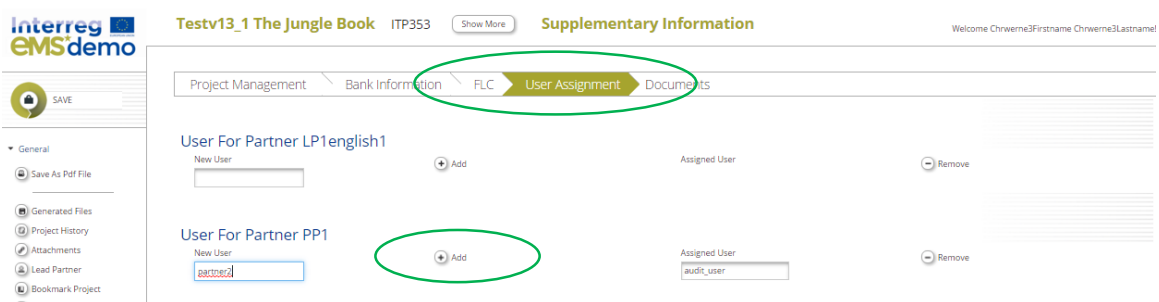 Interreg
eMS demo
Testv13_1 The Jungle Book ITP353 Show More Supplementary Information
Welcome Chrwerne3Firstname Chrwerne3Lastname!
SAVE
Project Management Bank Information FLC User Assignment Documents
General
Save As Pdf File
Generated Files
Project History
Attachments
Lead Partner
Bookmark Project
User For Partner LP1english1
New User Add Assigned User Remove
User For Partner PP1
New User Add Assigned User Remove
partner2 audit_user